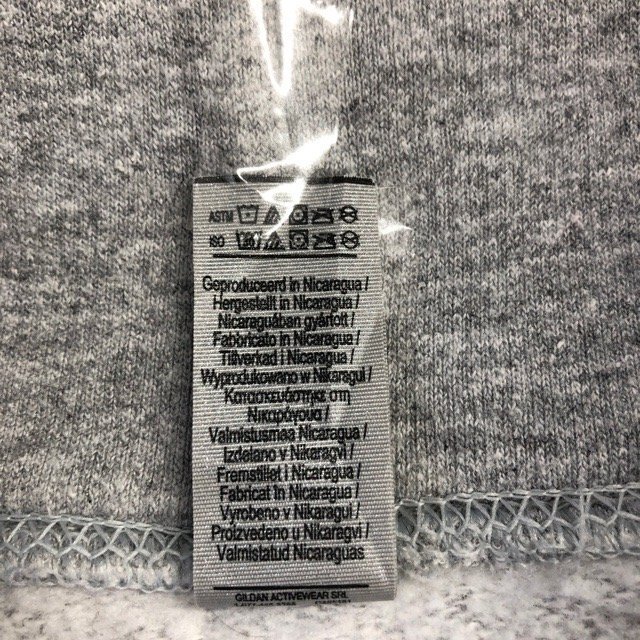 ASTM
ISO
Geproduceerd in Nicaragua /
Hergestellt in Nicaragua /
Nicaraguában gyártott /
Fabbricato in Nicaragua /
Tillverkad i Nicaragua /
Wyprodukowano w Nikaragui /
Κατασκευάστηκε στη
Νικαράγουα /
Valmistusmaa Nicaragua /
Izdelano v Nikaragvi /
Fremstillet i Nicaragua /
Fabricat în Nicaragua /
Vyrobeno v Nikaragui /
Proizvedeno u Nikaragvi /
Valmistatud Nicaraguas
GILDAN ACTIVEWEAR SRL